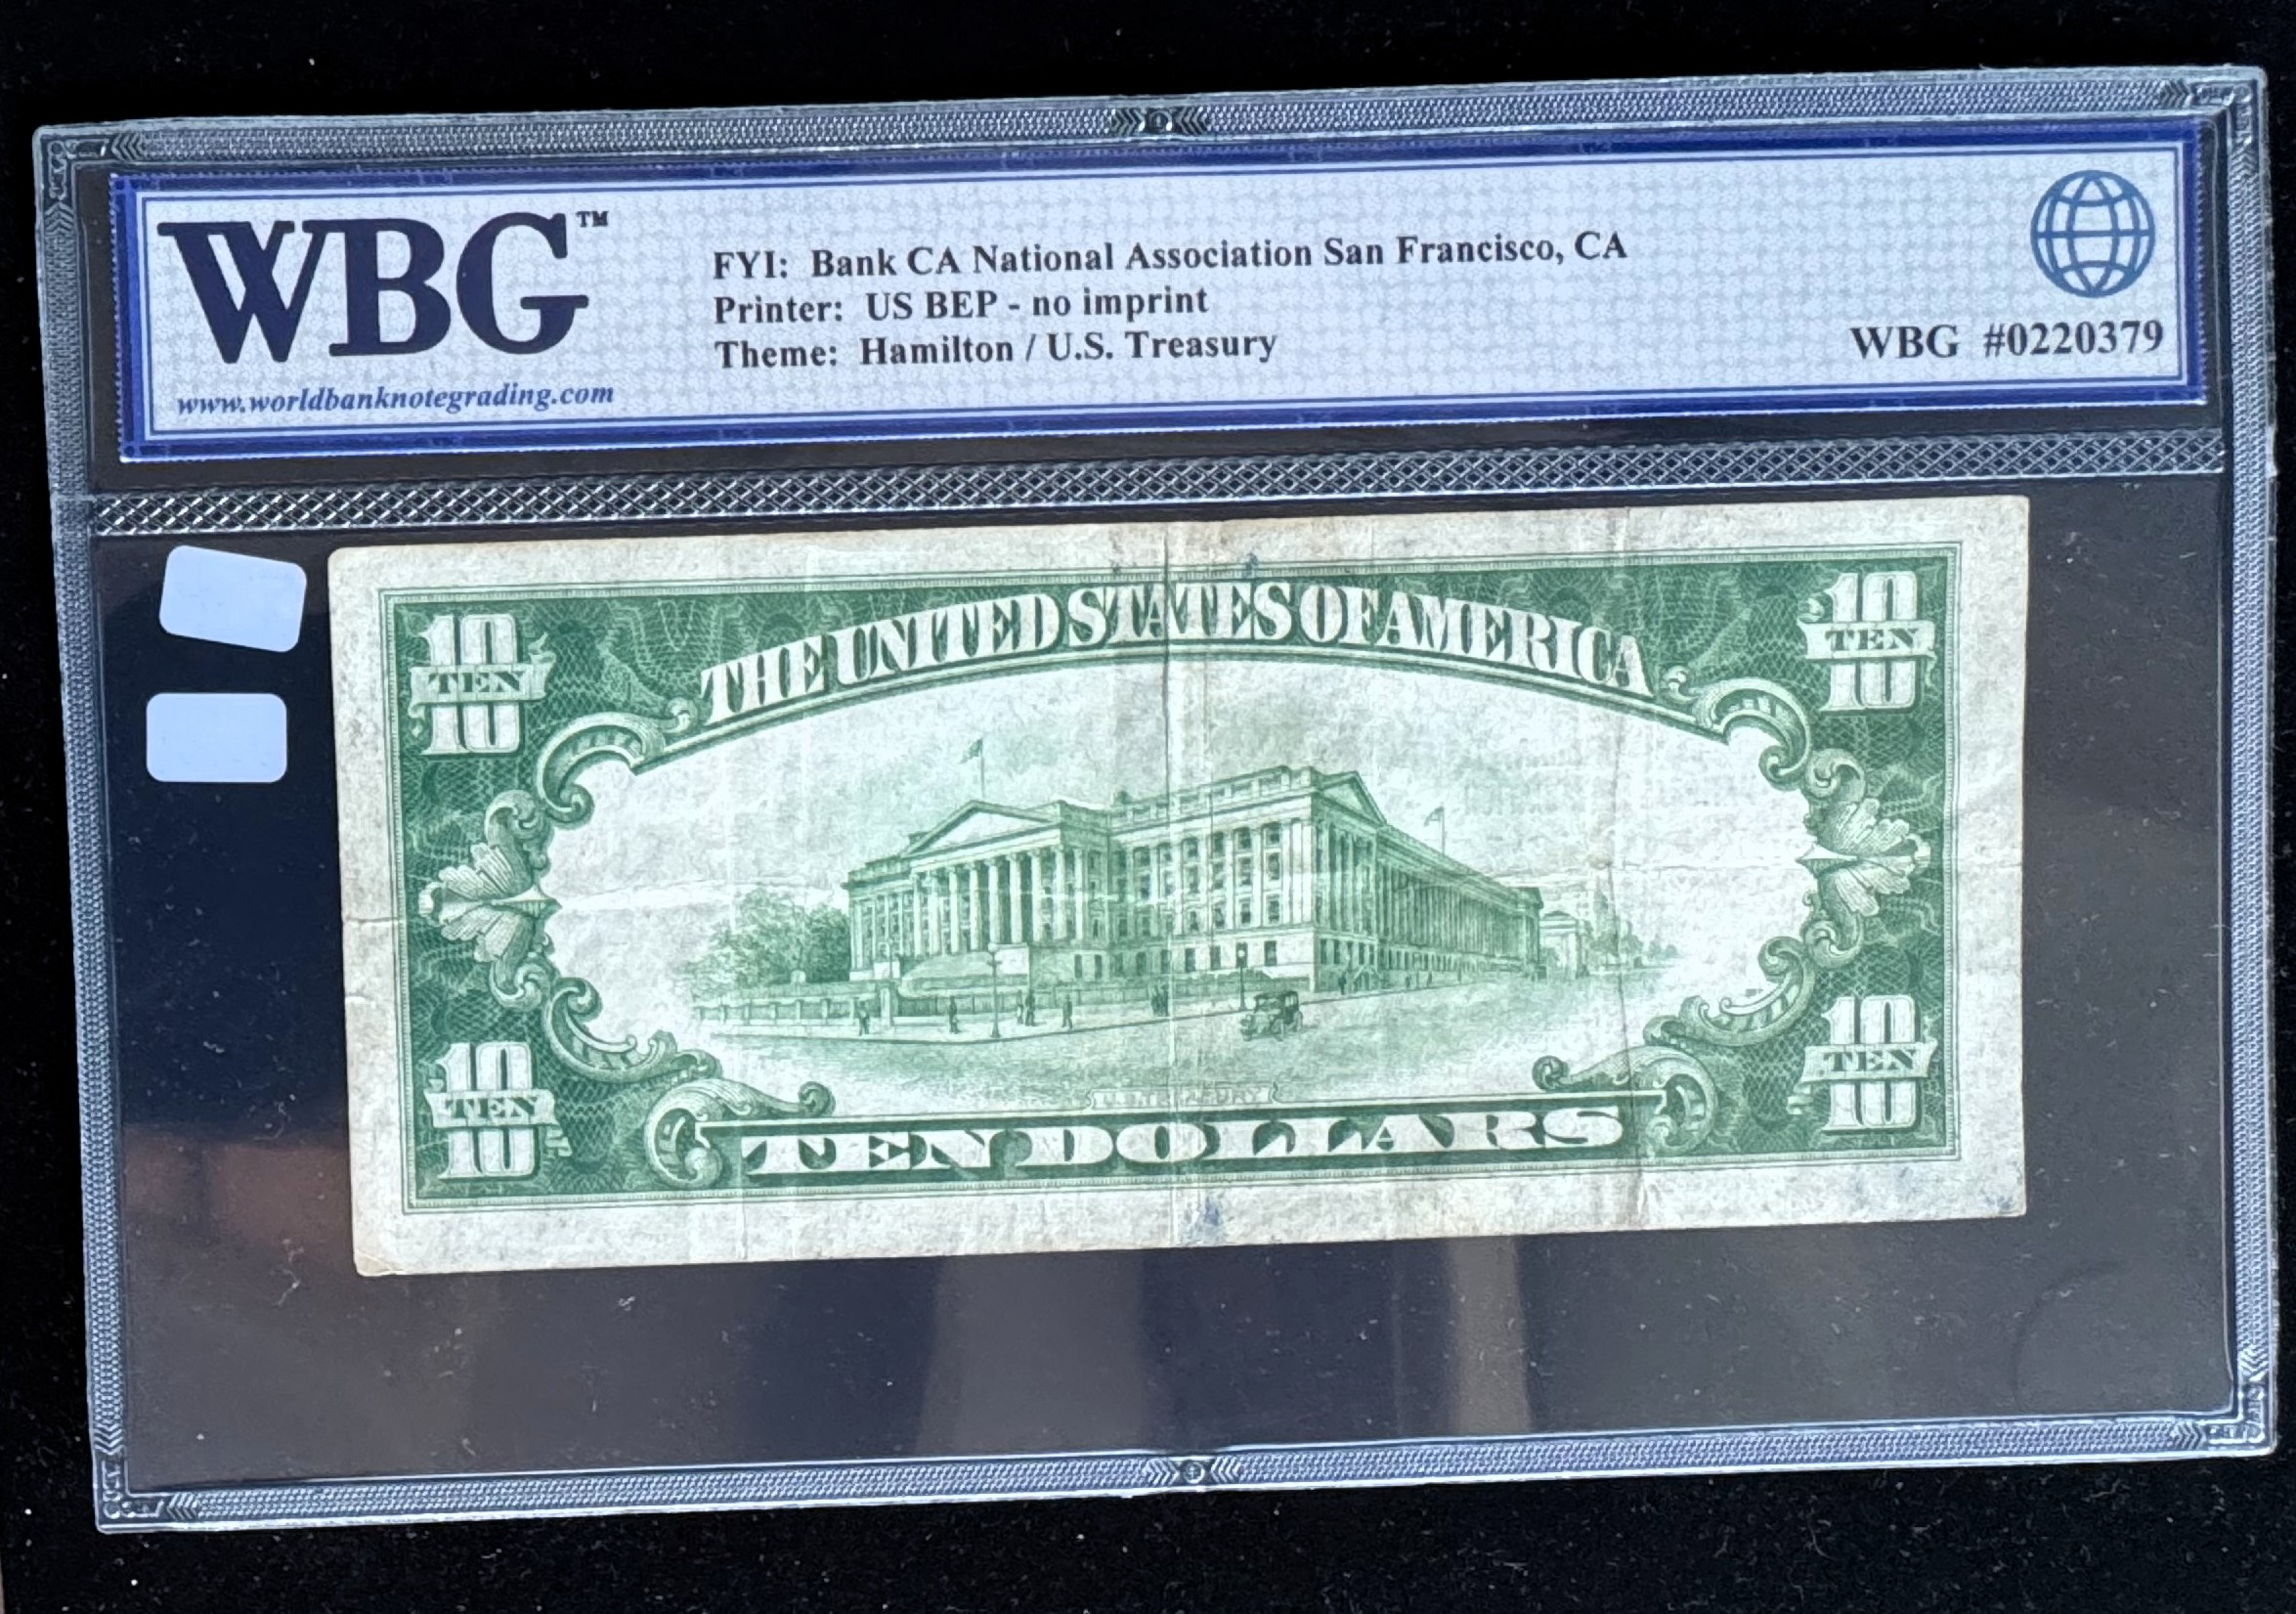 WBG™
www.worldbanknotegrading.com
FYI: Bank CA National Association San Francisco, CA
Printer: US BEP - no imprint
Theme: Hamilton / U.S. Treasury
WBG #0220379
THE UNITED STATES OF AMERICA
10
TEN
10
10
TEN
10
10
TEN
10
10
TEN
10
U.S. TREASURY
TEN DOLLARS